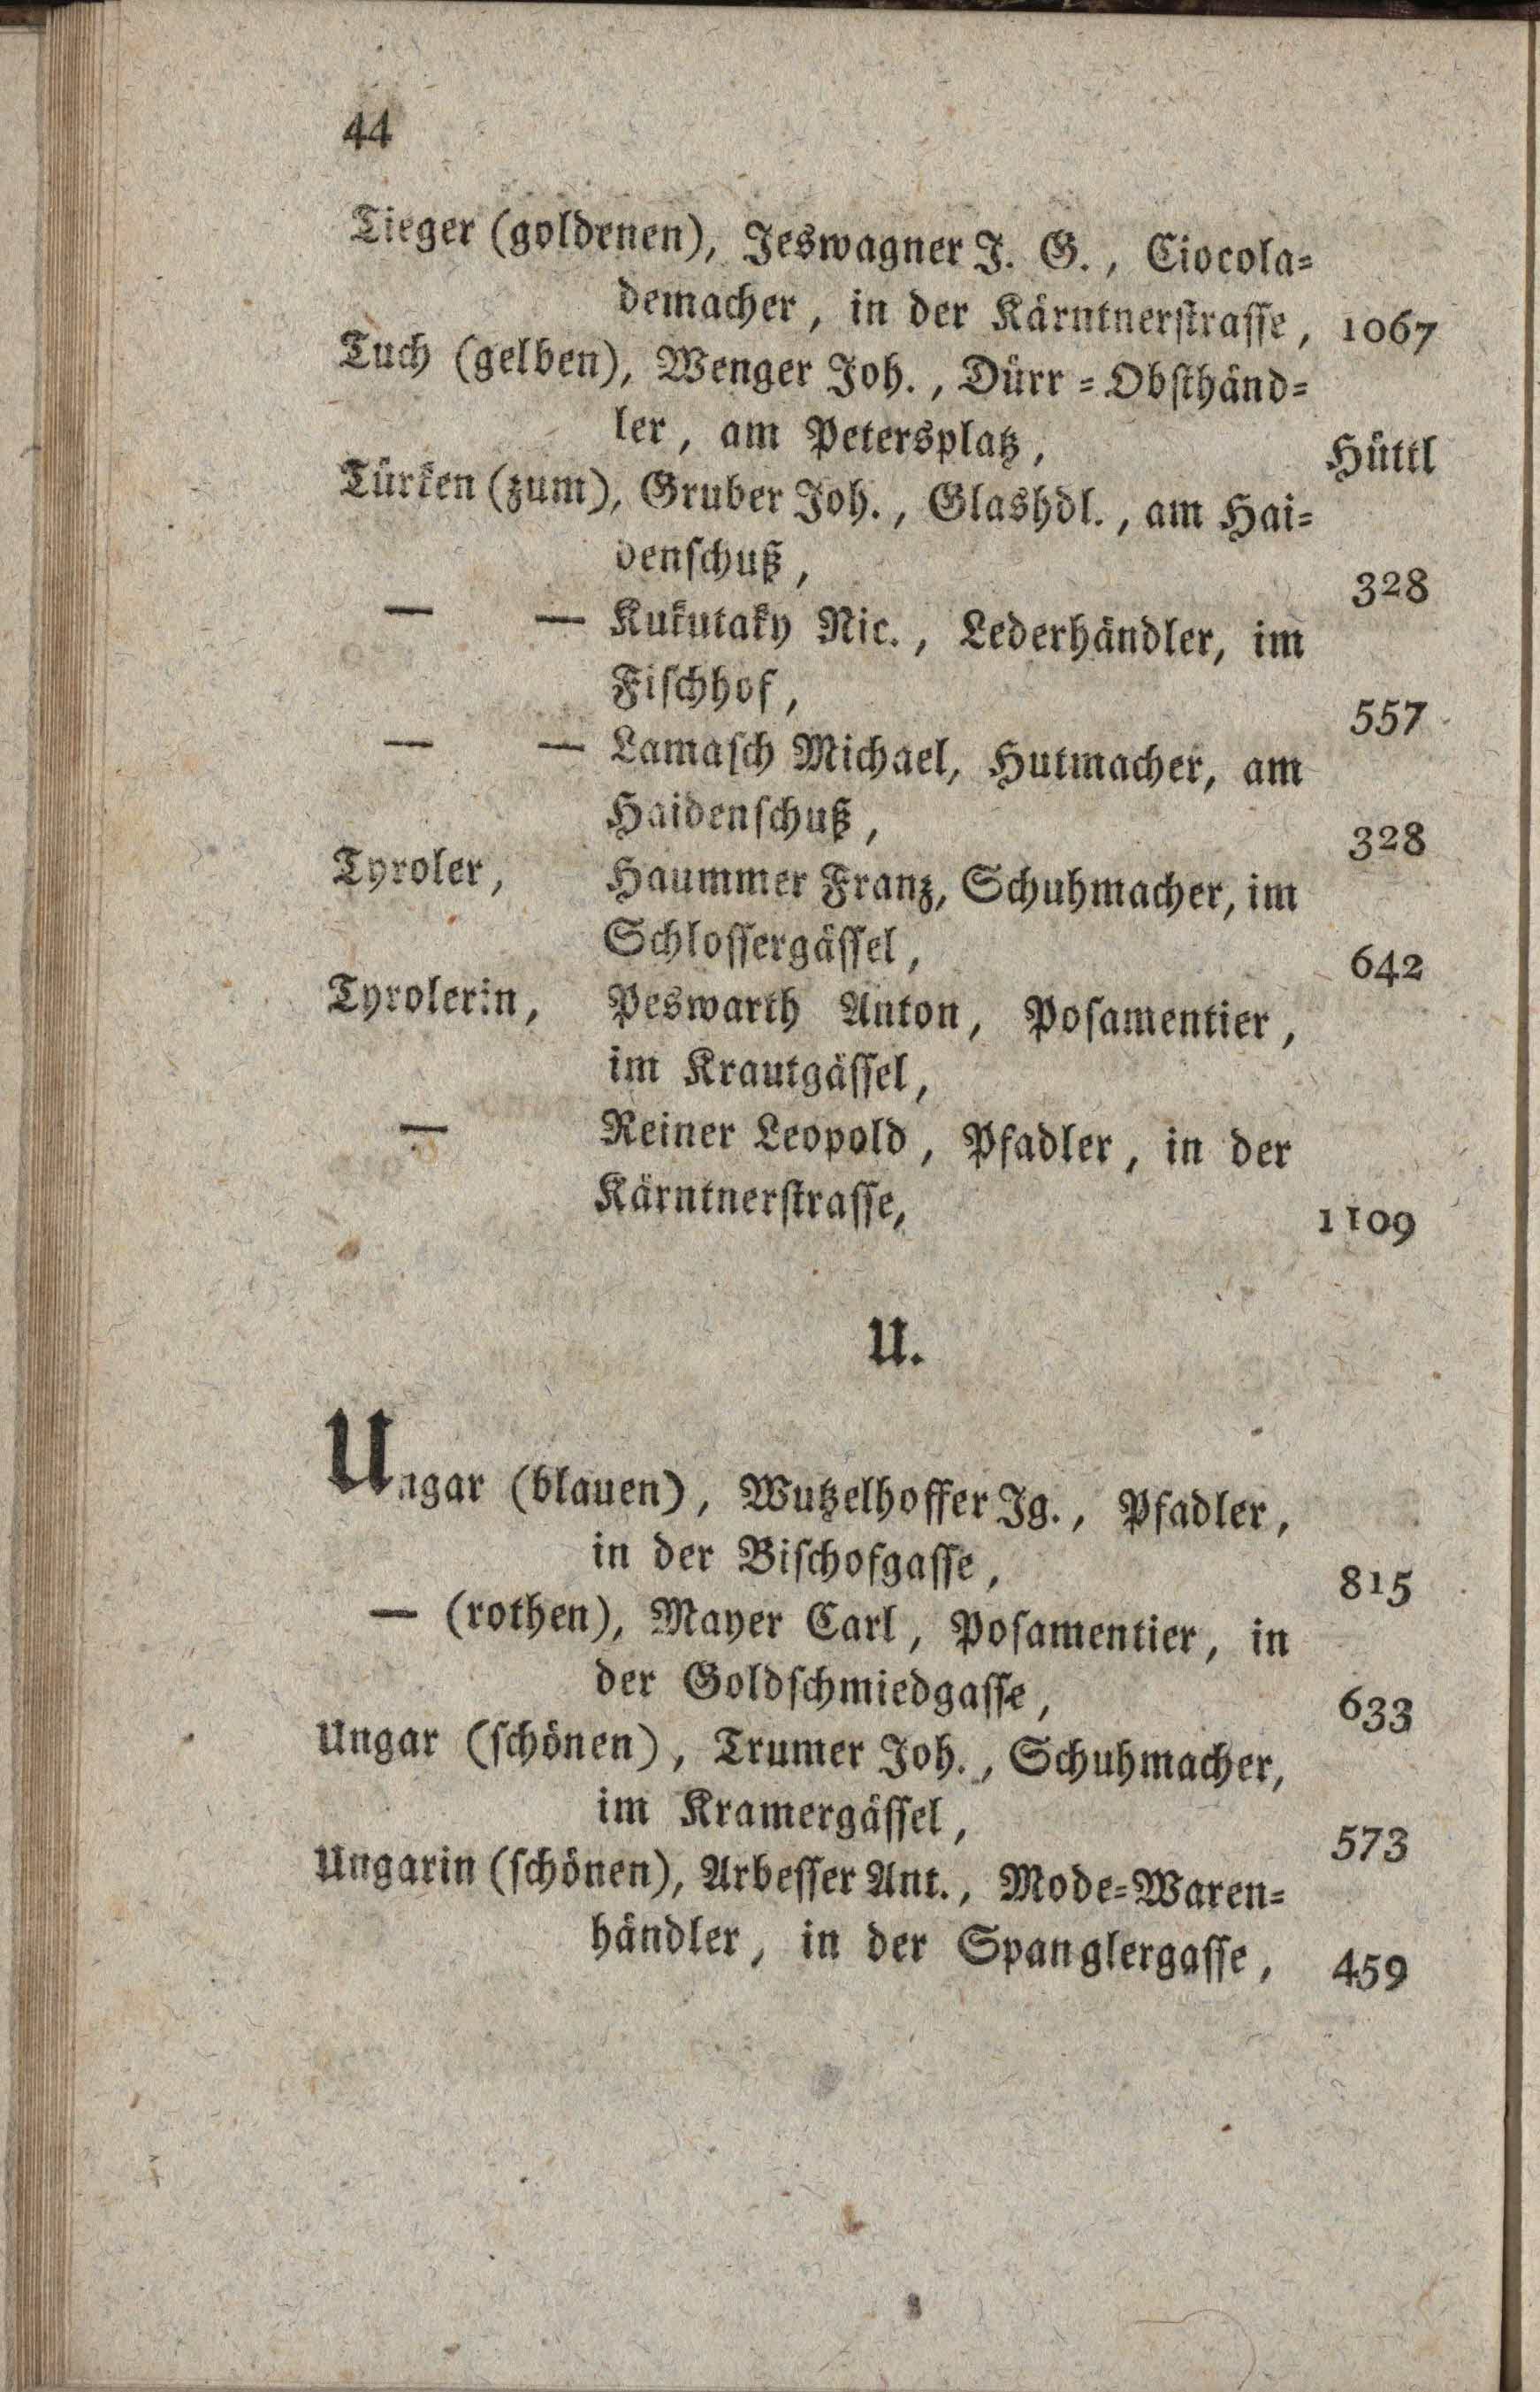 44
Tieger (goldenen), Jeswagner J. G., Ciocola=
demacher, in der Kärntnerstrasse, 1067
Tuch (gelben), Wenger Joh., Dürr=Obsthänd=
ler, am Petersplatz, Hüttl
Türken (zum), Gruber Joh., Glashdl., am Hai=
denschuß, 328
— — Kukutaky Nic., Lederhändler, im
Fischhof, 557
— — Lamasch Michael, Hutmacher, am
Haidenschuß, 328
Tyroler, Haummer Franz, Schuhmacher, im
Schlossergässel, 642
Tyrolerin, Peswarth Anton, Posamentier,
im Krautgässel,
— Reiner Leopold, Pfadler, in der
Kärntnerstrasse, 1109
U.
Ungar (blauen), Wutzelhoffer Ig., Pfadler,
in der Bischofgasse, 815
— (rothen), Mayer Carl, Posamentier, in
der Goldschmiedgasse, 633
Ungar (schönen), Trumer Joh., Schuhmacher,
im Kramergässel, 573
Ungarin (schönen), Arbesser Ant., Mode=Waren=
händler, in der Spanglergasse, 459